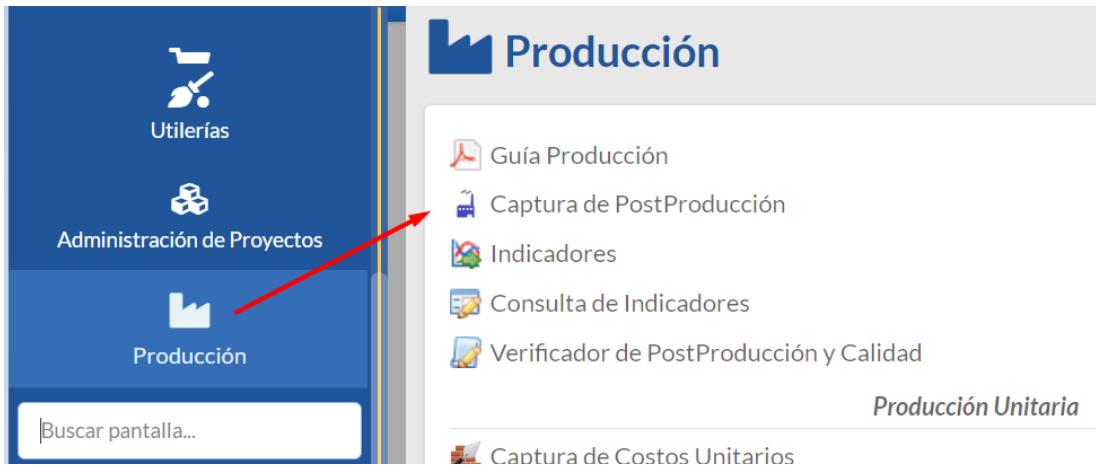 Utilerías
Administración de Proyectos
Producción
Buscar pantalla...
Producción
Guía Producción
Captura de PostProducción
Indicadores
Consulta de Indicadores
Verificador de PostProducción y Calidad
Producción Unitaria
Captura de Costos Unitarios